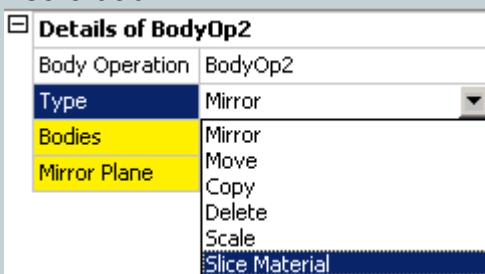 Details of BodyOp2
Body Operation BodyOp2
Type Mirror
Bodies Mirror
Mirror Plane Move
Copy
Delete
Scale
Slice Material